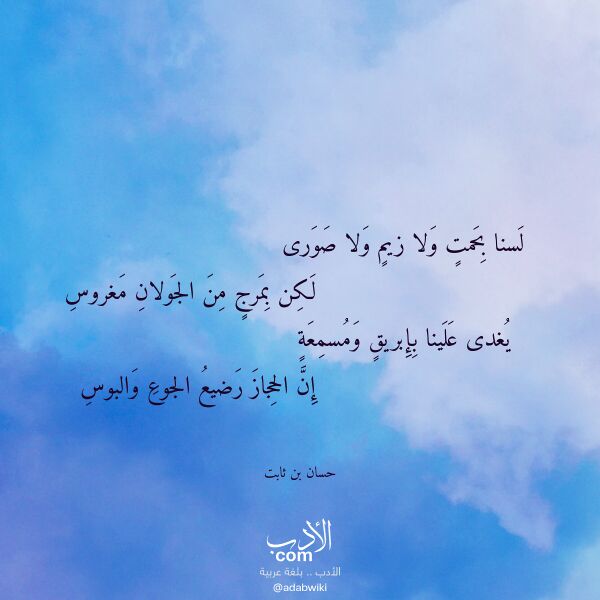 لَسنا بِحَمتٍ وَلا زيمٍ وَلا صَوَرى
لَكِن بِمَرجٍ مِنَ الجَولانِ مَغروسِ
يُغدى عَلَينا بِإِبريقٍ وَمُسمِعَةٍ
إِنَّ الحِجازَ رَضيعُ الجوعِ وَالبوسِ
حسان بن ثابت
الأدب
com
الأدب .. بلغة عربية
@adabwiki